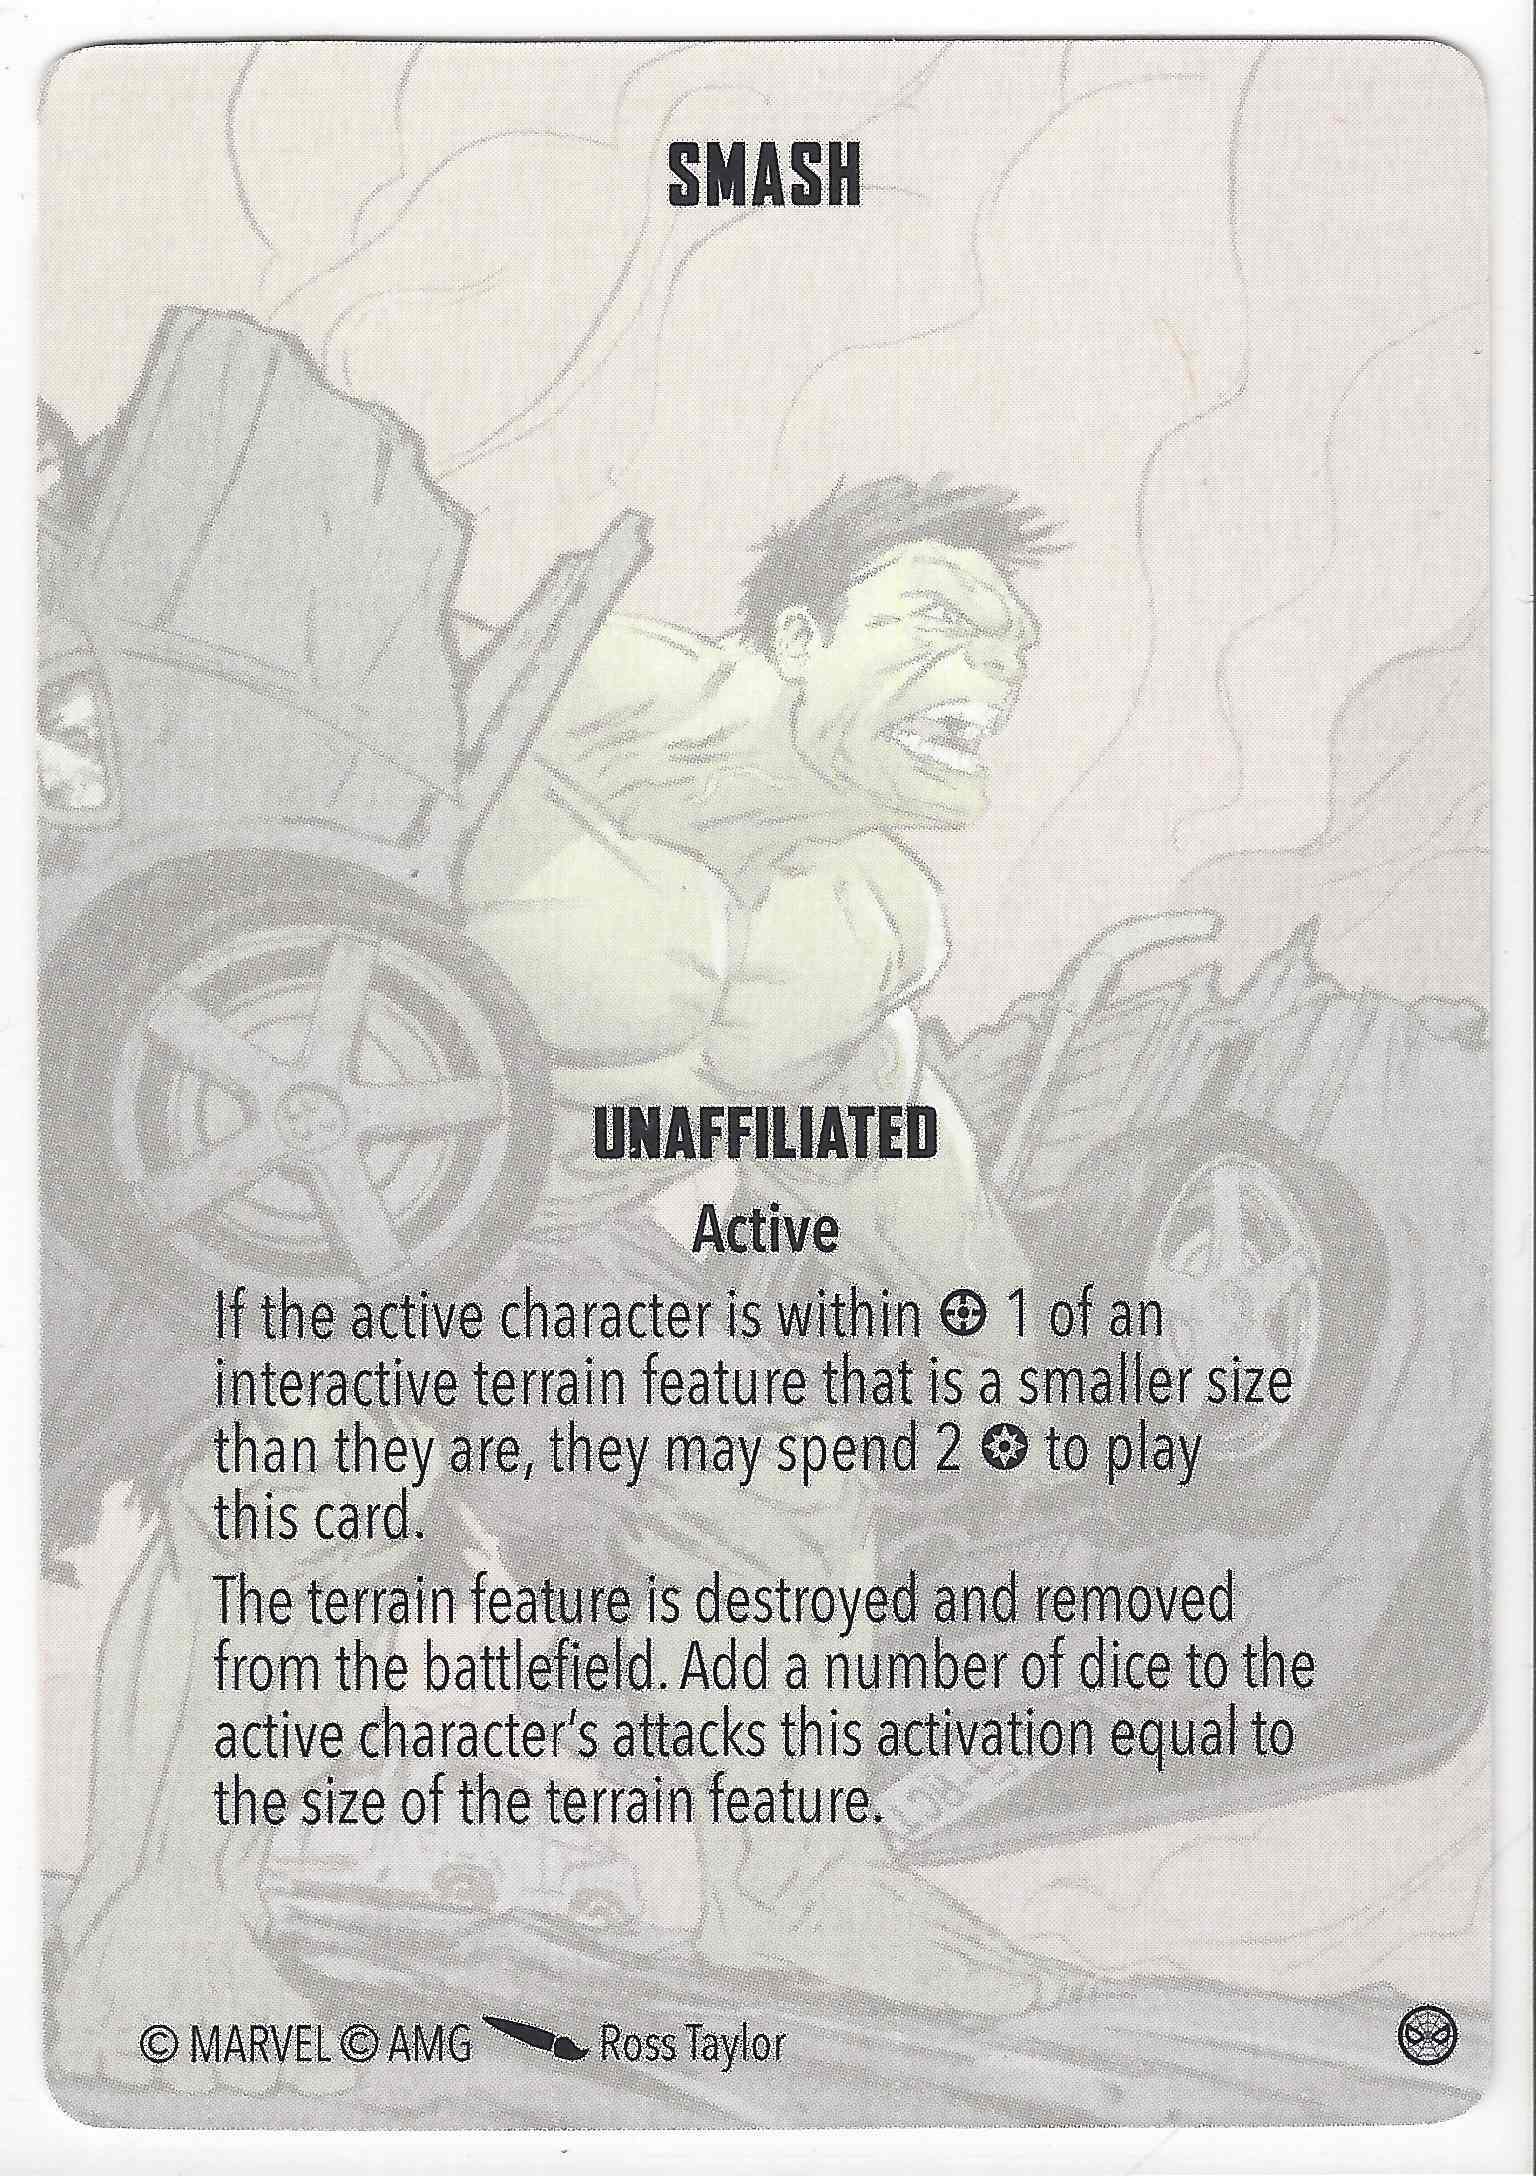 SMASH
UNAFFILIATED
Active
If the active character is within 1 of an
interactive terrain feature that is a smaller size
than they are, they may spend 2 to play
this card.
The terrain feature is destroyed and removed
from the battlefield. Add a number of dice to the
active character's attacks this activation equal to
the size of the terrain feature.
© MARVEL © AMG Ross Taylor